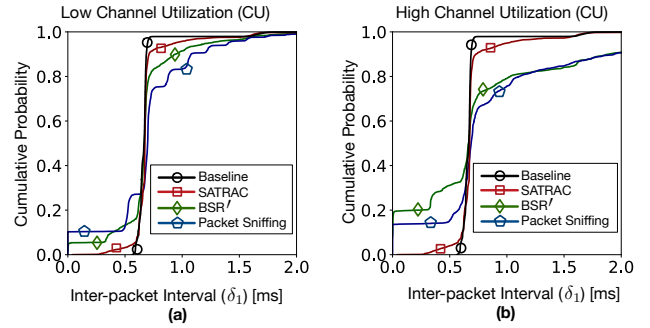 Low Channel Utilization (CU)
Cumulative Probability
1.0
0.8
0.6
0.4
0.2
0.0
Baseline
SATRAC
BSR′
Packet Sniffing
0.0 0.5 1.0 1.5 2.0
Inter-packet Interval (δ₁) [ms]
(a)
High Channel Utilization (CU)
Cumulative Probability
1.0
0.8
0.6
0.4
0.2
0.0
Baseline
SATRAC
BSR′
Packet Sniffing
0.0 0.5 1.0 1.5 2.0
Inter-packet Interval (δ₁) [ms]
(b)